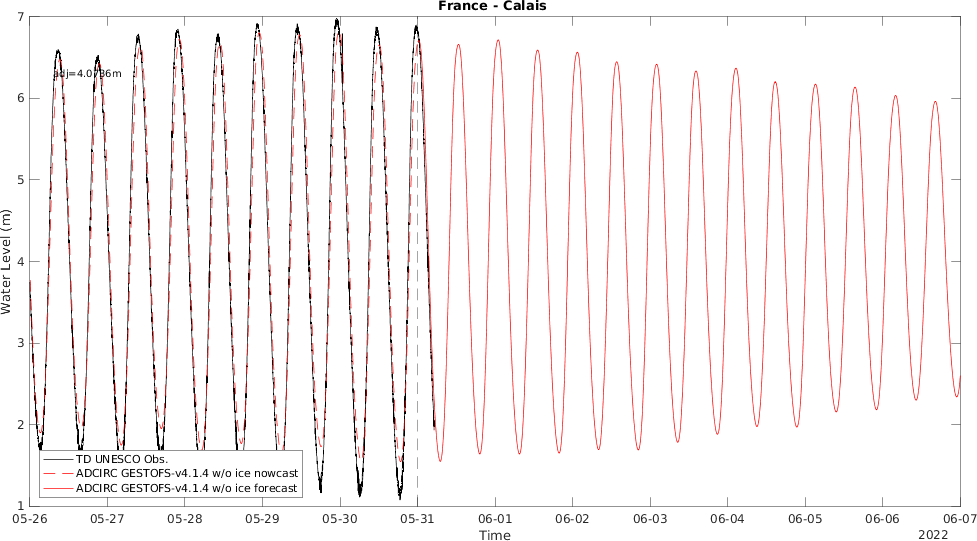 France - Calais
7
adj=4.0736m
6
5
4
3
2
1
Water Level (m)
TD UNESCO Obs.
ADCIRC GESTOFS-v4.1.4 w/o ice nowcast
ADCIRC GESTOFS-v4.1.4 w/o ice forecast
05-26 05-27 05-28 05-29 05-30 05-31 06-01 06-02 06-03 06-04 06-05 06-06 06-07
Time
2022